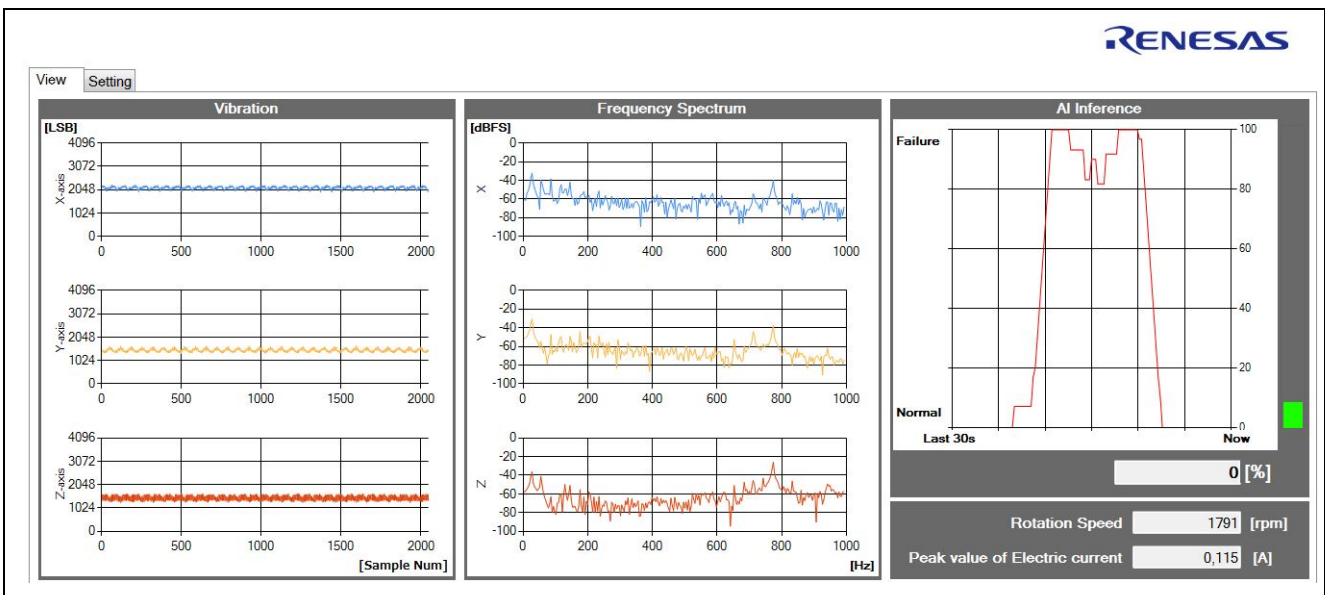 RENESAS
View Setting
Vibration
[LSB]
4096
3072
2048
1024
0
X-axis
0 500 1000 1500 2000
4096
3072
2048
1024
0
Y-axis
0 500 1000 1500 2000
4096
3072
2048
1024
0
Z-axis
0 500 1000 1500 2000
[Sample Num]
Frequency Spectrum
[dBFS]
0
-20
-40
-60
-80
-100
X
0 200 400 600 800 1000
0
-20
-40
-60
-80
-100
Y
0 200 400 600 800 1000
0
-20
-40
-60
-80
-100
Z
0 200 400 600 800 1000
[Hz]
AI Inference
Failure
Normal
100
80
60
40
20
0
Last 30s Now
0 [%]
Rotation Speed 1791 [rpm]
Peak value of Electric current 0,115 [A]